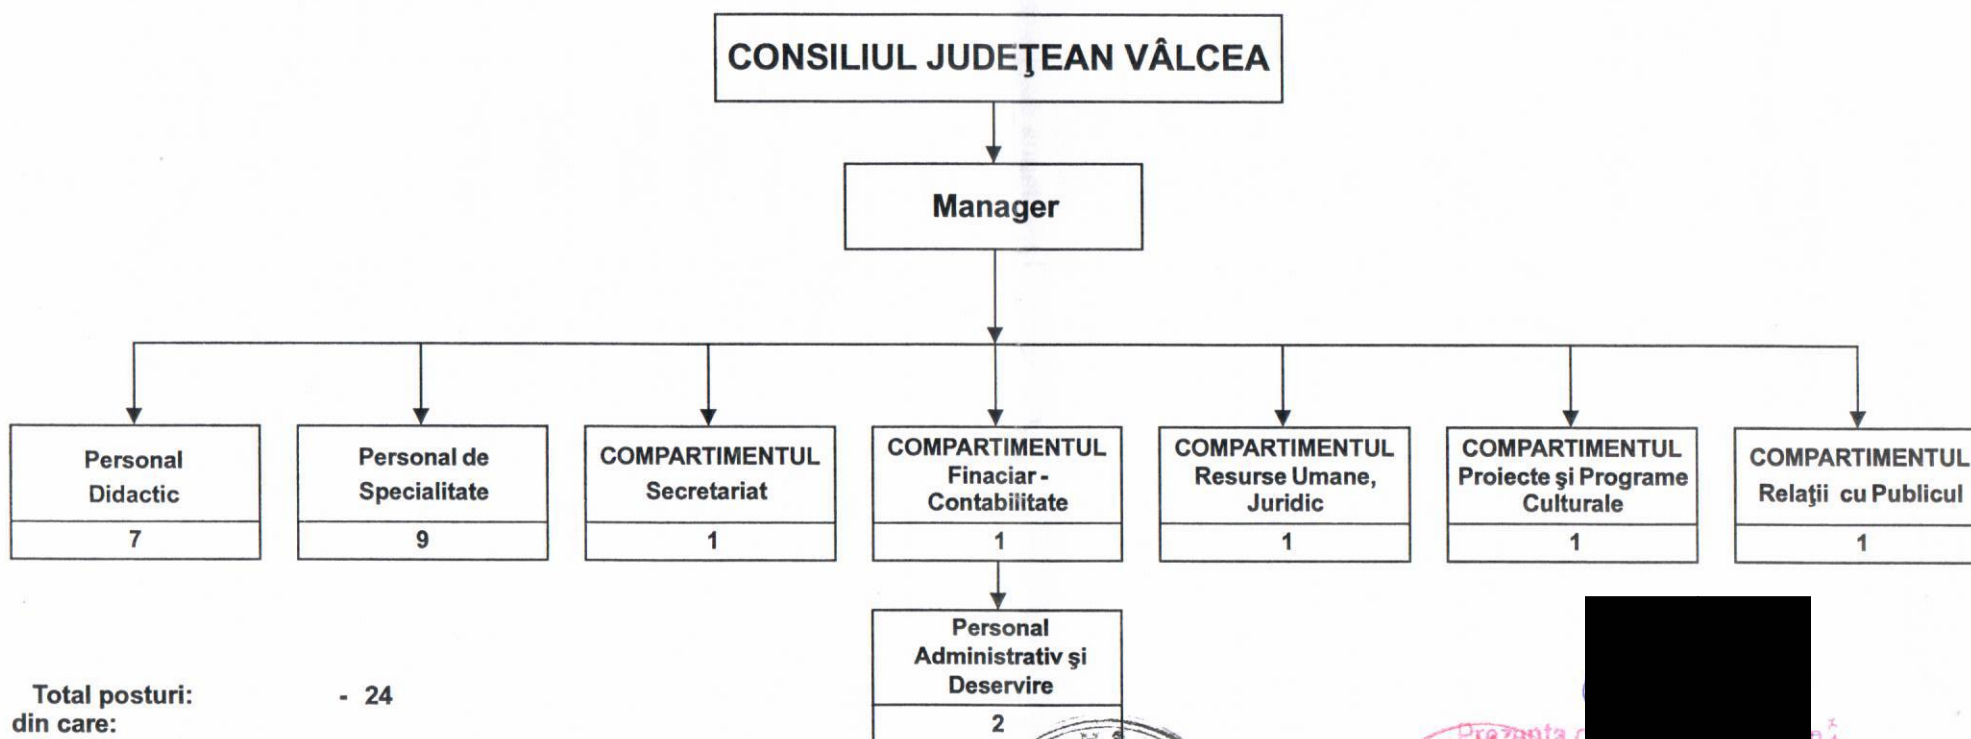 CONSILIUL JUDEŢEAN VÂLCEA
Manager
Personal
Didactic
7
Personal de
Specialitate
9
COMPARTIMENTUL
Secretariat
1
COMPARTIMENTUL
Finaciar -
Contabilitate
1
COMPARTIMENTUL
Resurse Umane,
Juridic
1
COMPARTIMENTUL
Proiecte şi Programe
Culturale
1
COMPARTIMENTUL
Relaţii cu Publicul
1
Personal
Administrativ şi
Deservire
2
Total posturi: - 24
din care: